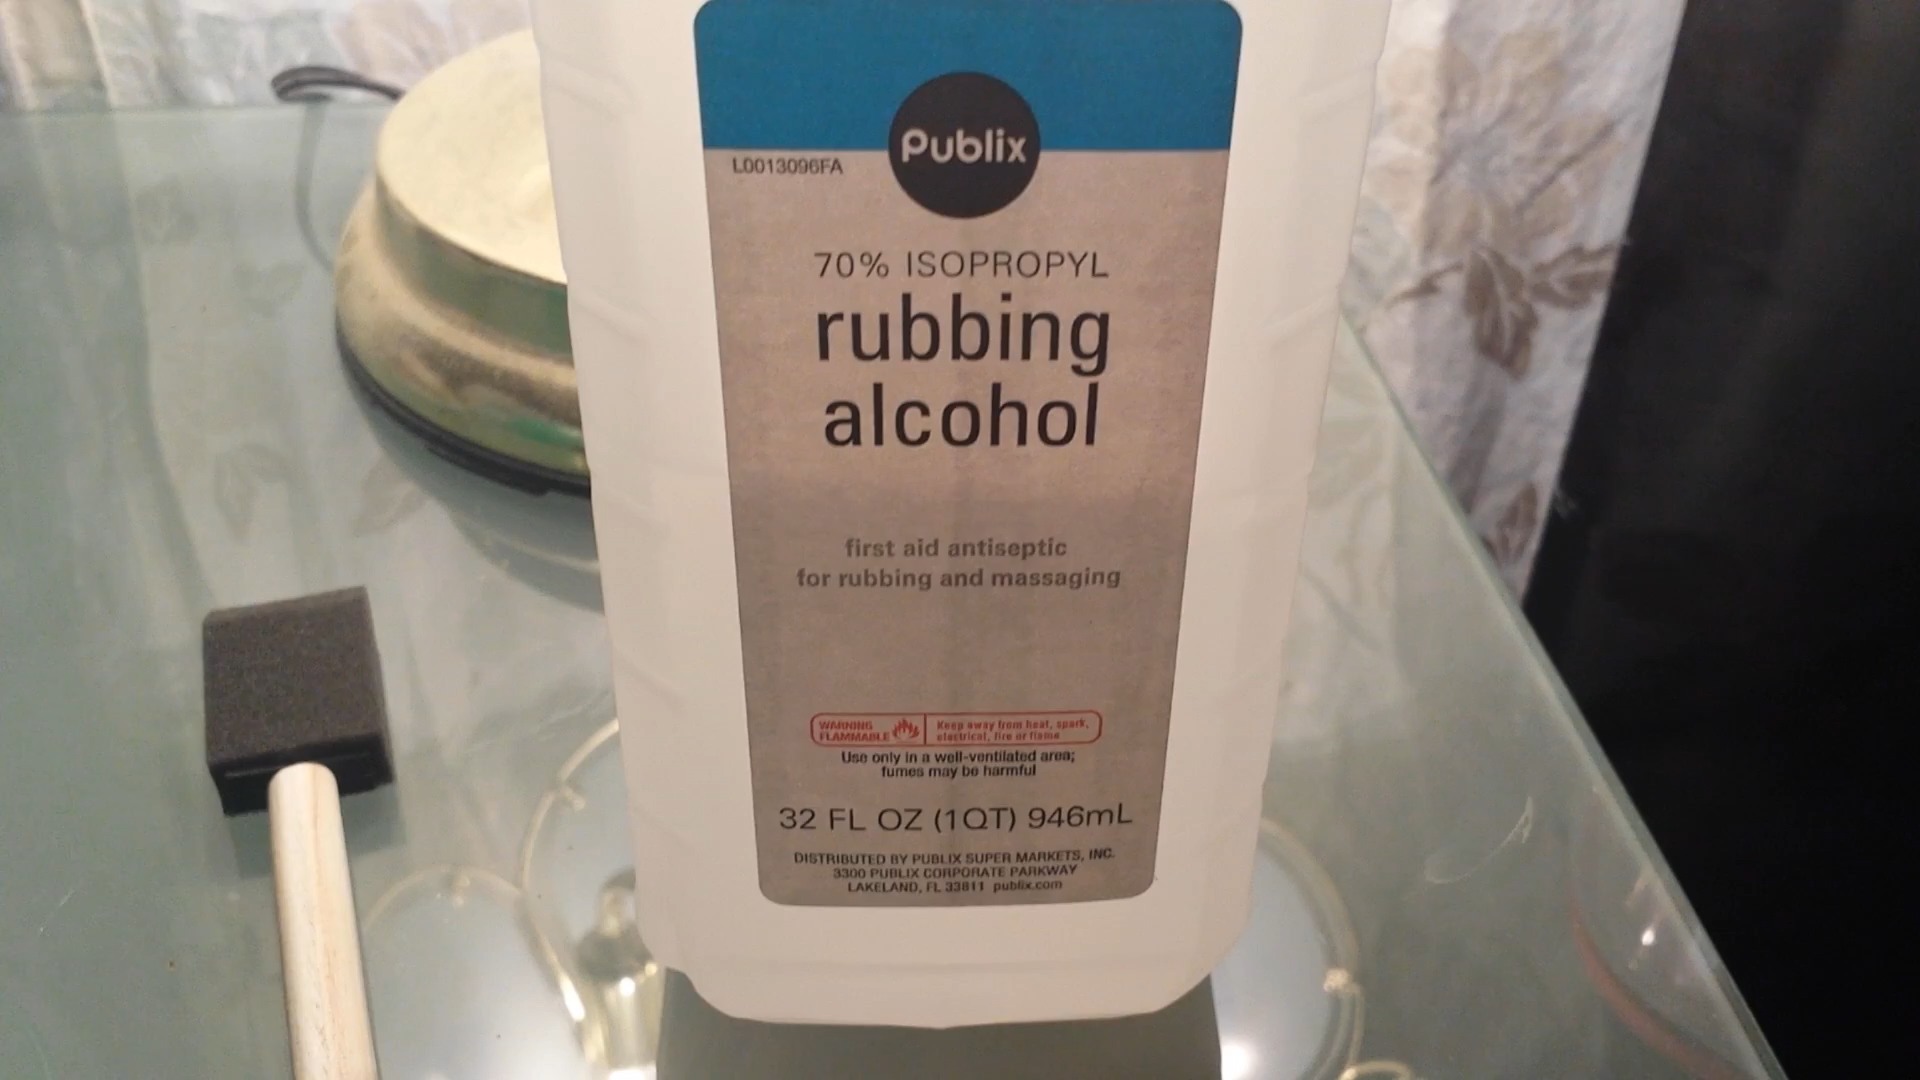 Publix
L0013096FA
70% ISOPROPYL
rubbing
alcohol
first aid antiseptic
for rubbing and massaging
WARNING
FLAMMABLE
Keep away from heat, spark,
electrical, fire or flame
Use only in a well-ventilated area;
fumes may be harmful
32 FL OZ (1QT) 946mL
DISTRIBUTED BY PUBLIX SUPER MARKETS, INC.
3300 PUBLIX CORPORATE PARKWAY
LAKELAND, FL 33811 publix.com